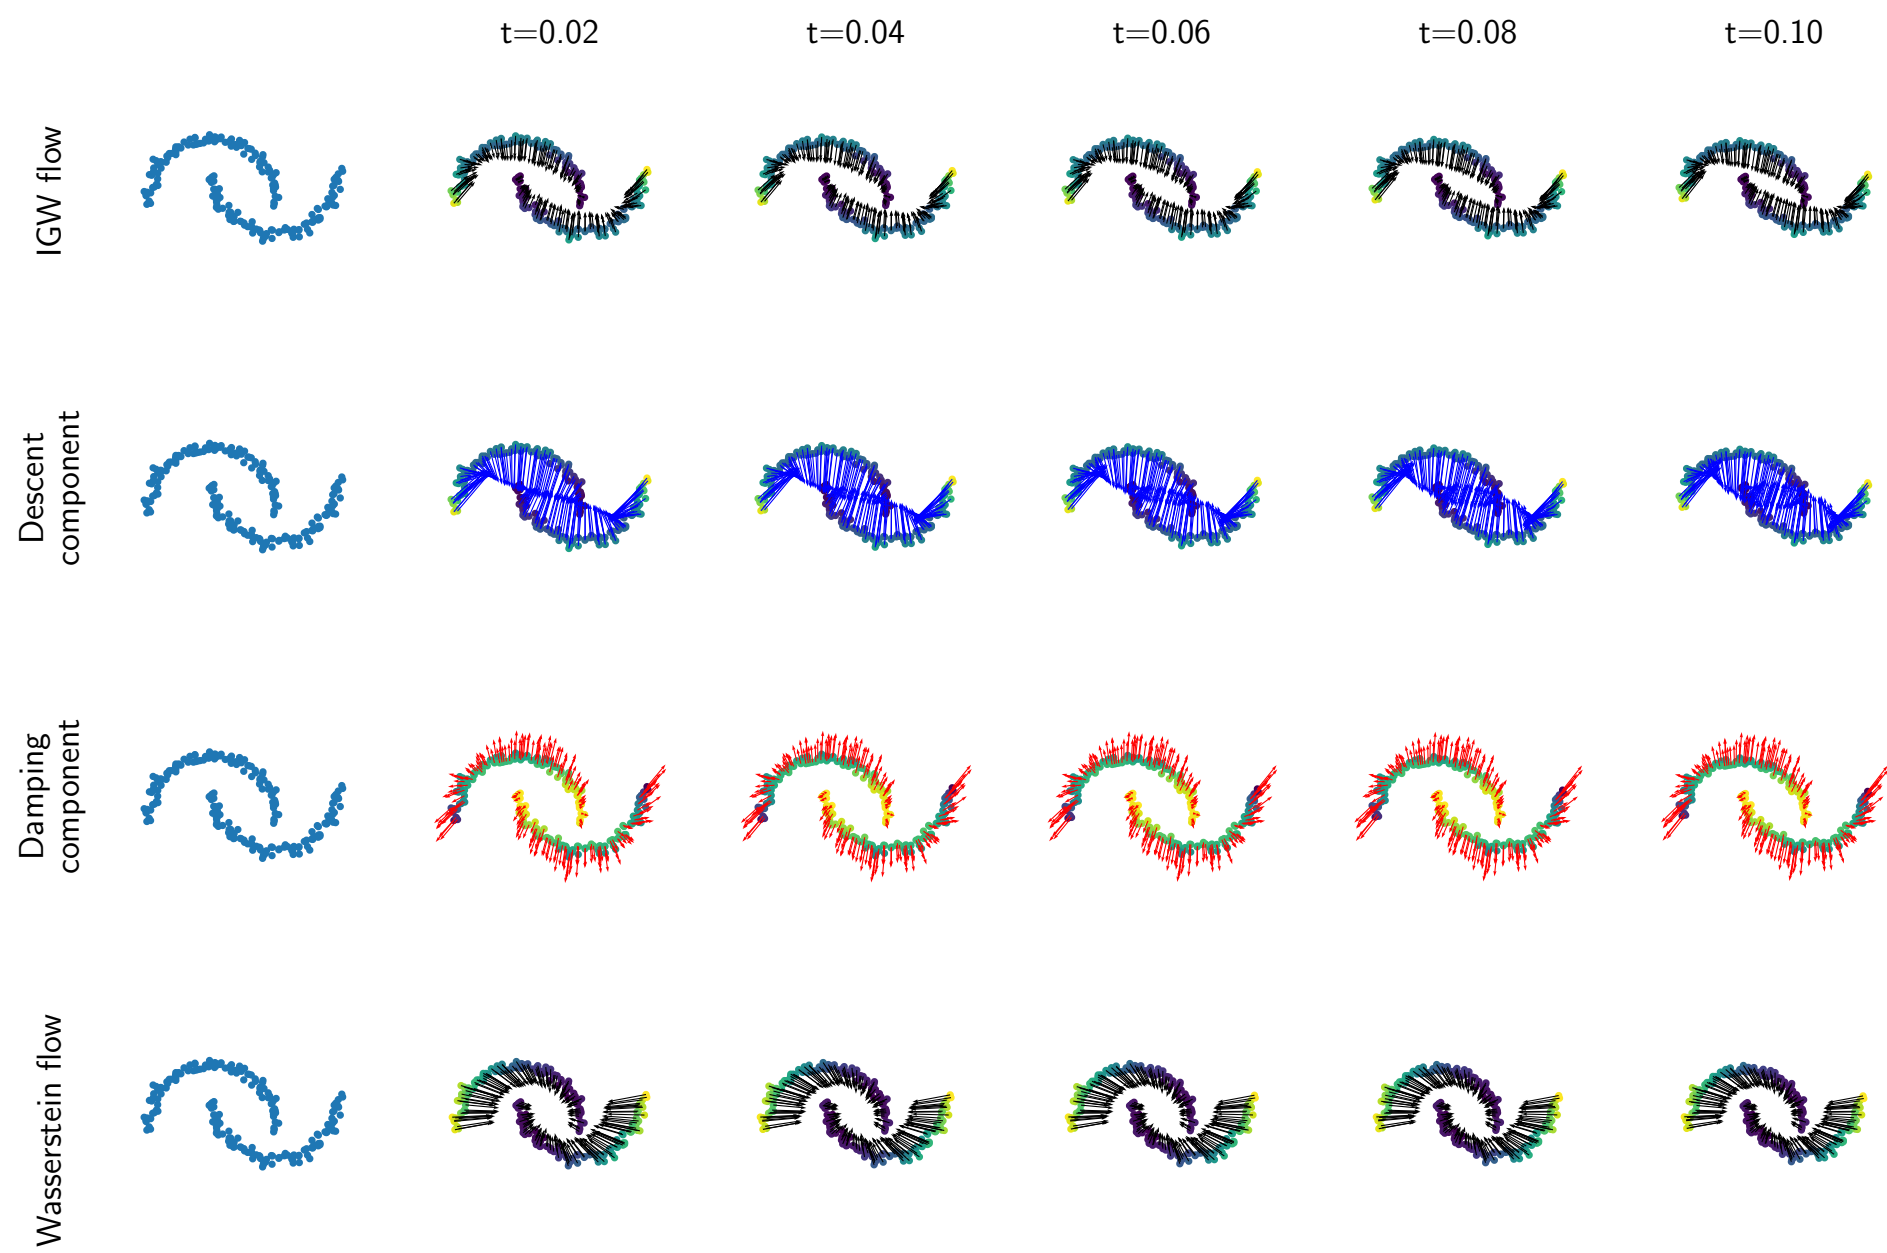 t=0.02
t=0.04
t=0.06
t=0.08
t=0.10
IGW flow
Descent
component
Damping
component
Wasserstein flow